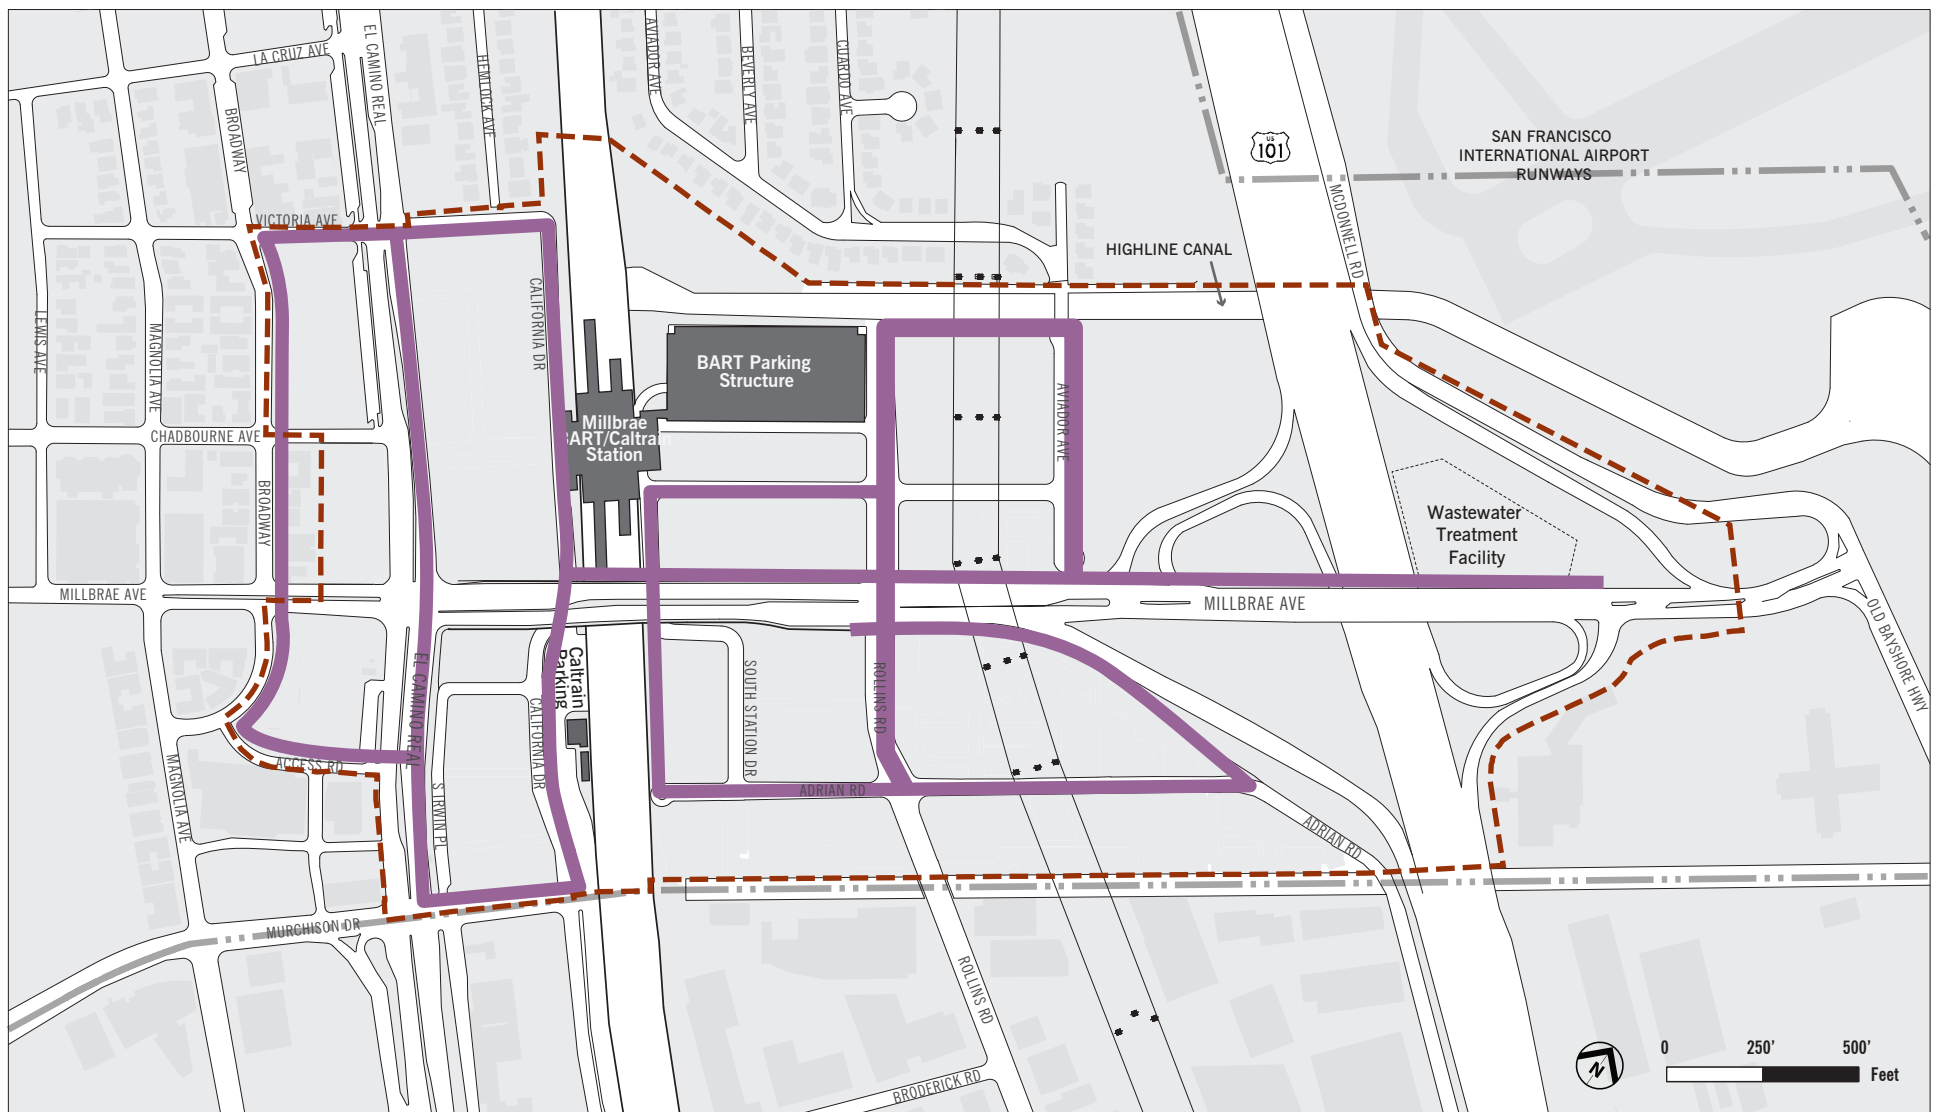 LA CRUZ AVE
EL CAMINO REAL
HEMLOCK AVE
AVIADOR AVE
BEVERLY AVE
CUARDO AVE
BROADWAY
US
101
SAN FRANCISCO
INTERNATIONAL AIRPORT
RUNWAYS
MCDONNELL RD
VICTORIA AVE
HIGHLINE CANAL
LEWIS AVE
MAGNOLIA AVE
CALIFORNIA DR
BART Parking
Structure
Millbrae
BART/Caltrain
Station
AVIADOR AVE
CHADBOURNE AVE
BROADWAY
Wastewater
Treatment
Facility
MILLBRAE AVE
MILLBRAE AVE
OLD BAYSHORE HWY
EL CAMINO REAL
Caltrain
Parking
CALIFORNIA DR
SOUTH STATION DR
ROLLINS RD
MAGNOLIA AVE
ACCESS RD
S IRWIN PL
ADRIAN RD
ADRIAN RD
MURCHISON DR
ROLLINS RD
BRODERICK RD
N
0 250' 500'
Feet